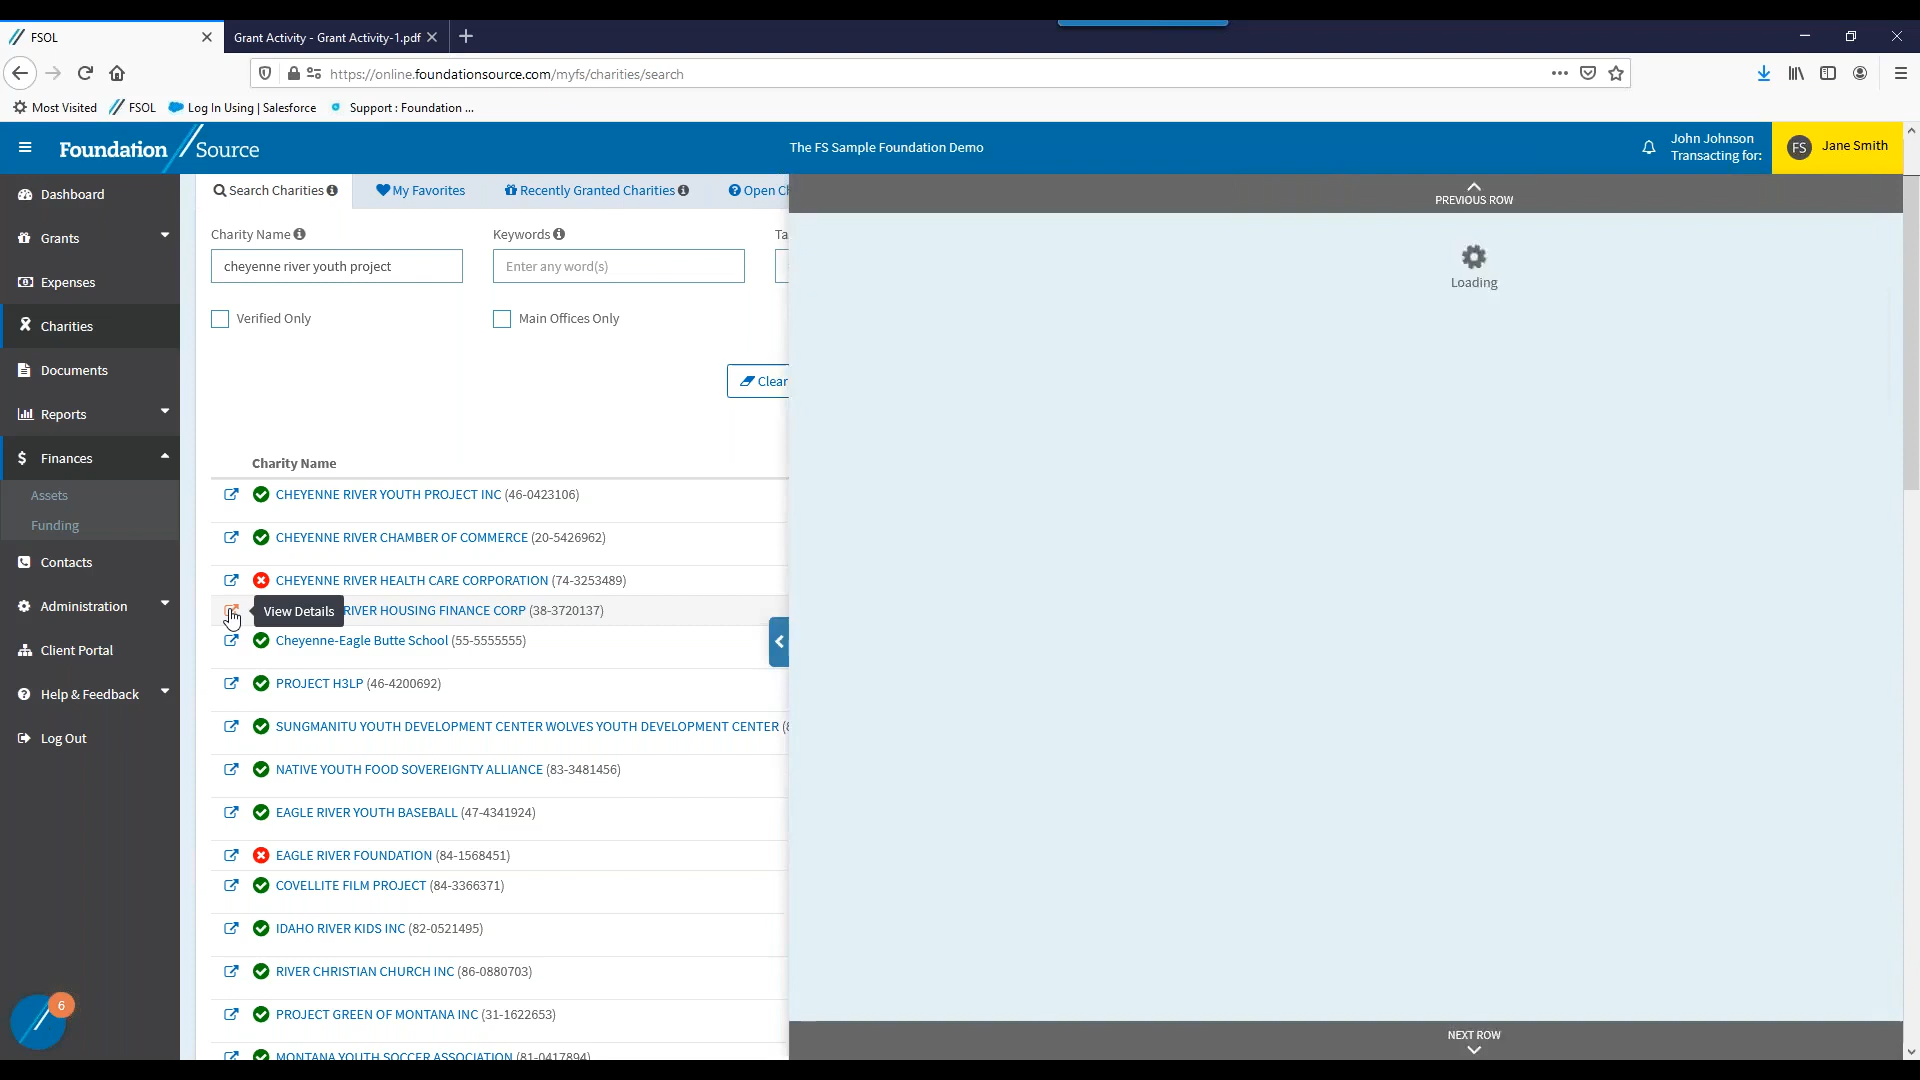 FSOL
Grant Activity - Grant Activity-1.pdf
https://online.foundationsource.com/myfs/charities/search
Most Visited
FSOL
Log In Using | Salesforce
Support : Foundation ...
Foundation Source
The FS Sample Foundation Demo
John Johnson
Transacting for:
FS
Jane Smith
Dashboard
Grants
Expenses
Charities
Documents
Reports
Finances
Assets
Funding
Contacts
Administration
Client Portal
Help & Feedback
Log Out
6
Search Charities
My Favorites
Recently Granted Charities
Open C
Charity Name
Keywords
Ta
cheyenne river youth project
Enter any word(s)
Verified Only
Main Offices Only
Clear
Charity Name
CHEYENNE RIVER YOUTH PROJECT INC (46-0423106)
CHEYENNE RIVER CHAMBER OF COMMERCE (20-5426962)
CHEYENNE RIVER HEALTH CARE CORPORATION (74-3253489)
View Details
RIVER HOUSING FINANCE CORP (38-3720137)
Cheyenne-Eagle Butte School (55-5555555)
PROJECT H3LP (46-4200692)
SUNGMANITU YOUTH DEVELOPMENT CENTER WOLVES YOUTH DEVELOPMENT CENTER (8
NATIVE YOUTH FOOD SOVEREIGNTY ALLIANCE (83-3481456)
EAGLE RIVER YOUTH BASEBALL (47-4341924)
EAGLE RIVER FOUNDATION (84-1568451)
COVELLITE FILM PROJECT (84-3366371)
IDAHO RIVER KIDS INC (82-0521495)
RIVER CHRISTIAN CHURCH INC (86-0880703)
PROJECT GREEN OF MONTANA INC (31-1622653)
MONTANA YOUTH SOCCER ASSOCIATION (81-0417894)
PREVIOUS ROW
Loading
NEXT ROW